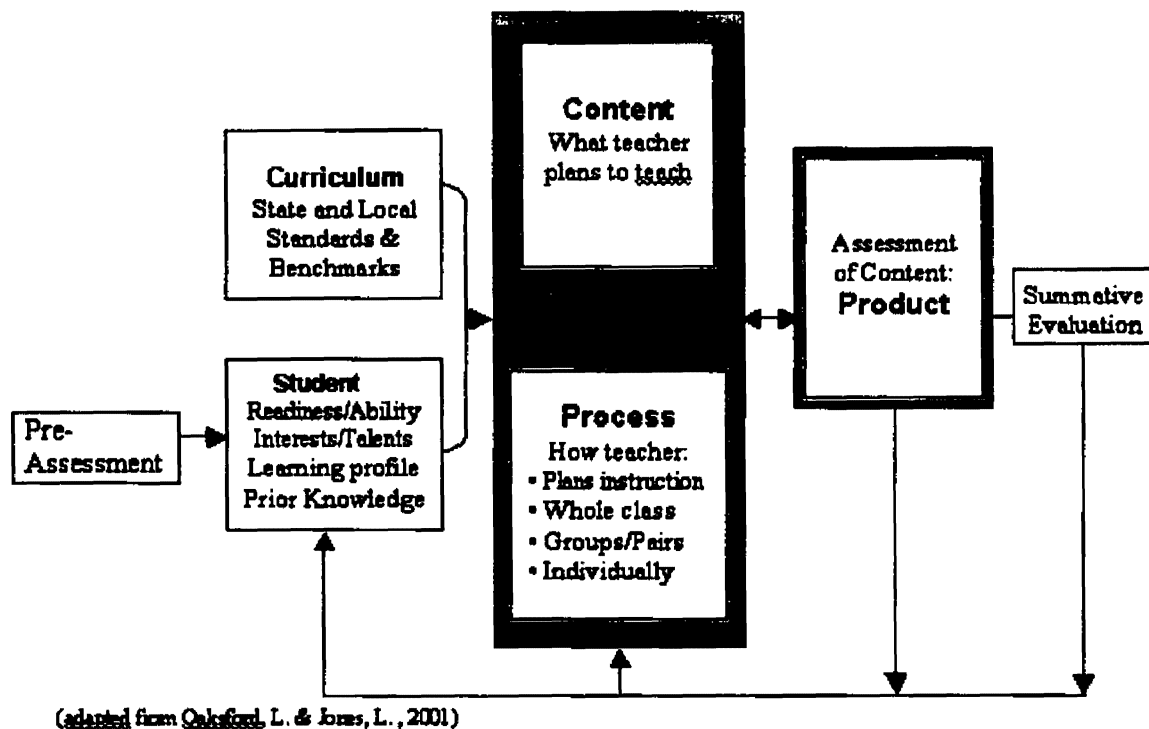 Pre-
Assessment
Curriculum
State and Local
Standards &
Benchmarks
Student
Readiness/Ability
Interests/Talents
Learning profile
Prior Knowledge
Content
What teacher
plans to teach
Process
How teacher:
▪ Plans instruction
▪ Whole class
▪ Groups/Pairs
▪ Individually
Assessment
of Content:
Product
Summative
Evaluation
(adapted from Oaksford, L. & Jones, L., 2001)